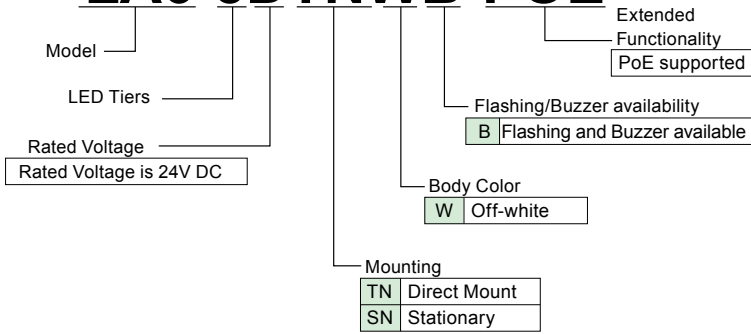 Extended
Functionality
PoE supported
Model
LED Tiers
Flashing/Buzzer availability
B Flashing and Buzzer available
Rated Voltage
Rated Voltage is 24V DC
Body Color
W Off-white
Mounting
TN Direct Mount
SN Stationary